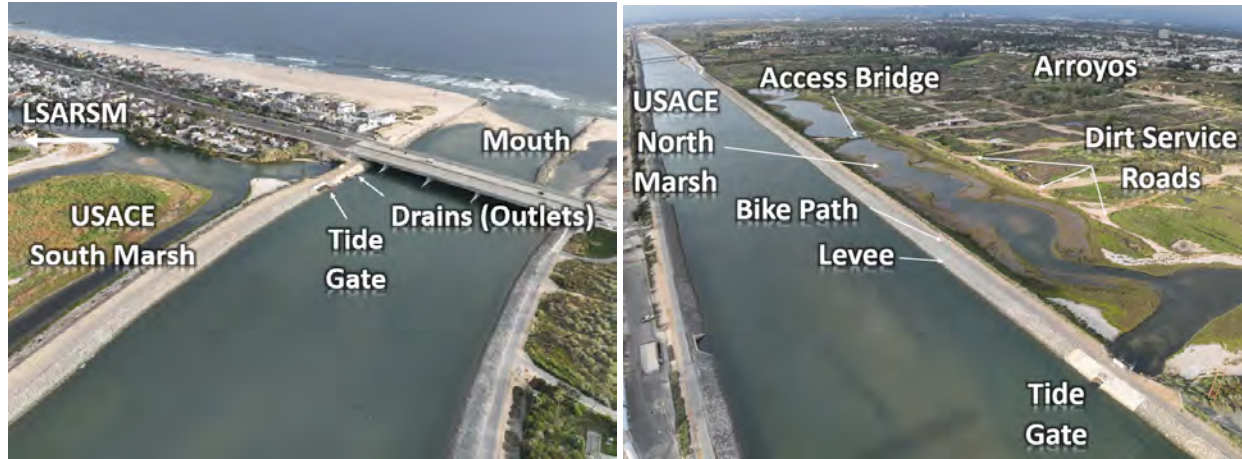 LSARSM
Mouth
USACE
South Marsh
Drains (Outlets)
Tide
Gate
Access Bridge
Arroyos
USACE
North
Marsh
Dirt Service
Roads
Bike Path
Levee
Tide
Gate